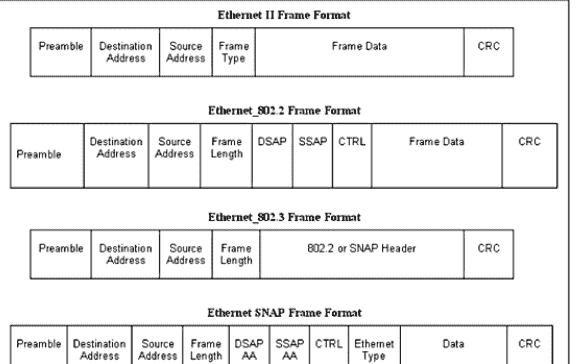 Ethernet II Frame Format
Preamble Destination Address Source Address Frame Type Frame Data CRC
Ethernet_802.2 Frame Format
Preamble Destination Address Source Address Frame Length DSAP SSAP CTRL Frame Data CRC
Ethernet_802.3 Frame Format
Preamble Destination Address Source Address Frame Length 802.2 or SNAP Header CRC
Ethernet SNAP Frame Format
Preamble Destination Address Source Address Frame Length DSAP AA SSAP AA CTRL Ethernet Type Data CRC